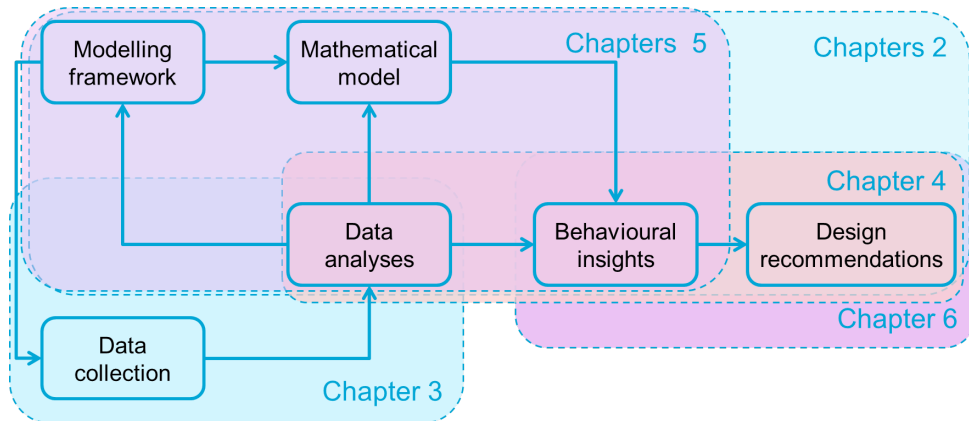 Modelling
framework
Mathematical
model
Chapters  5
Chapters 2
Chapter 4
Data
analyses
Behavioural
insights
Design
recommendations
Chapter 6
Data
collection
Chapter 3